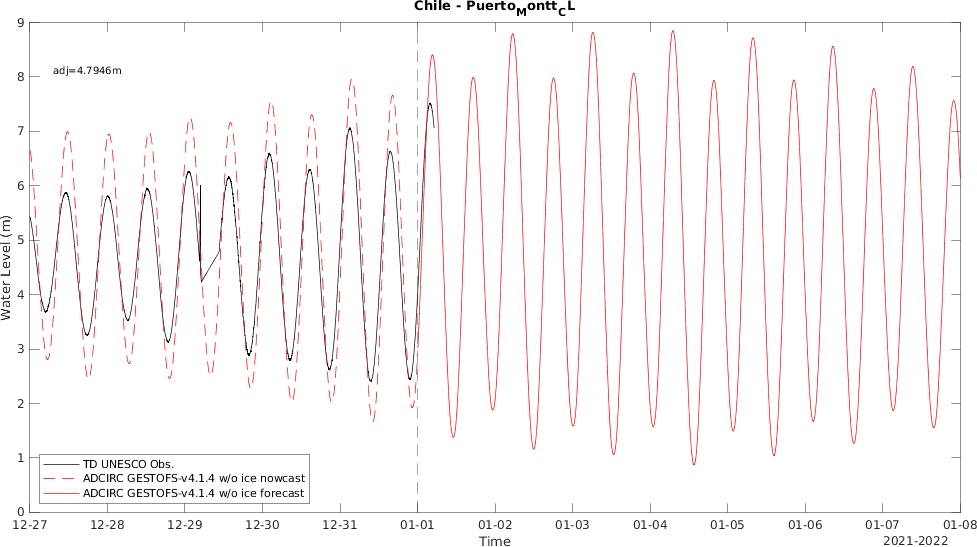 Chile - Puerto_Montt_CL
adj=4.7946m
9
8
7
6
5
4
3
2
1
0
Water Level (m)
TD UNESCO Obs.
ADCIRC GESTOFS-v4.1.4 w/o ice nowcast
ADCIRC GESTOFS-v4.1.4 w/o ice forecast
12-27 12-28 12-29 12-30 12-31 01-01 01-02 01-03 01-04 01-05 01-06 01-07 01-08
Time
2021-2022